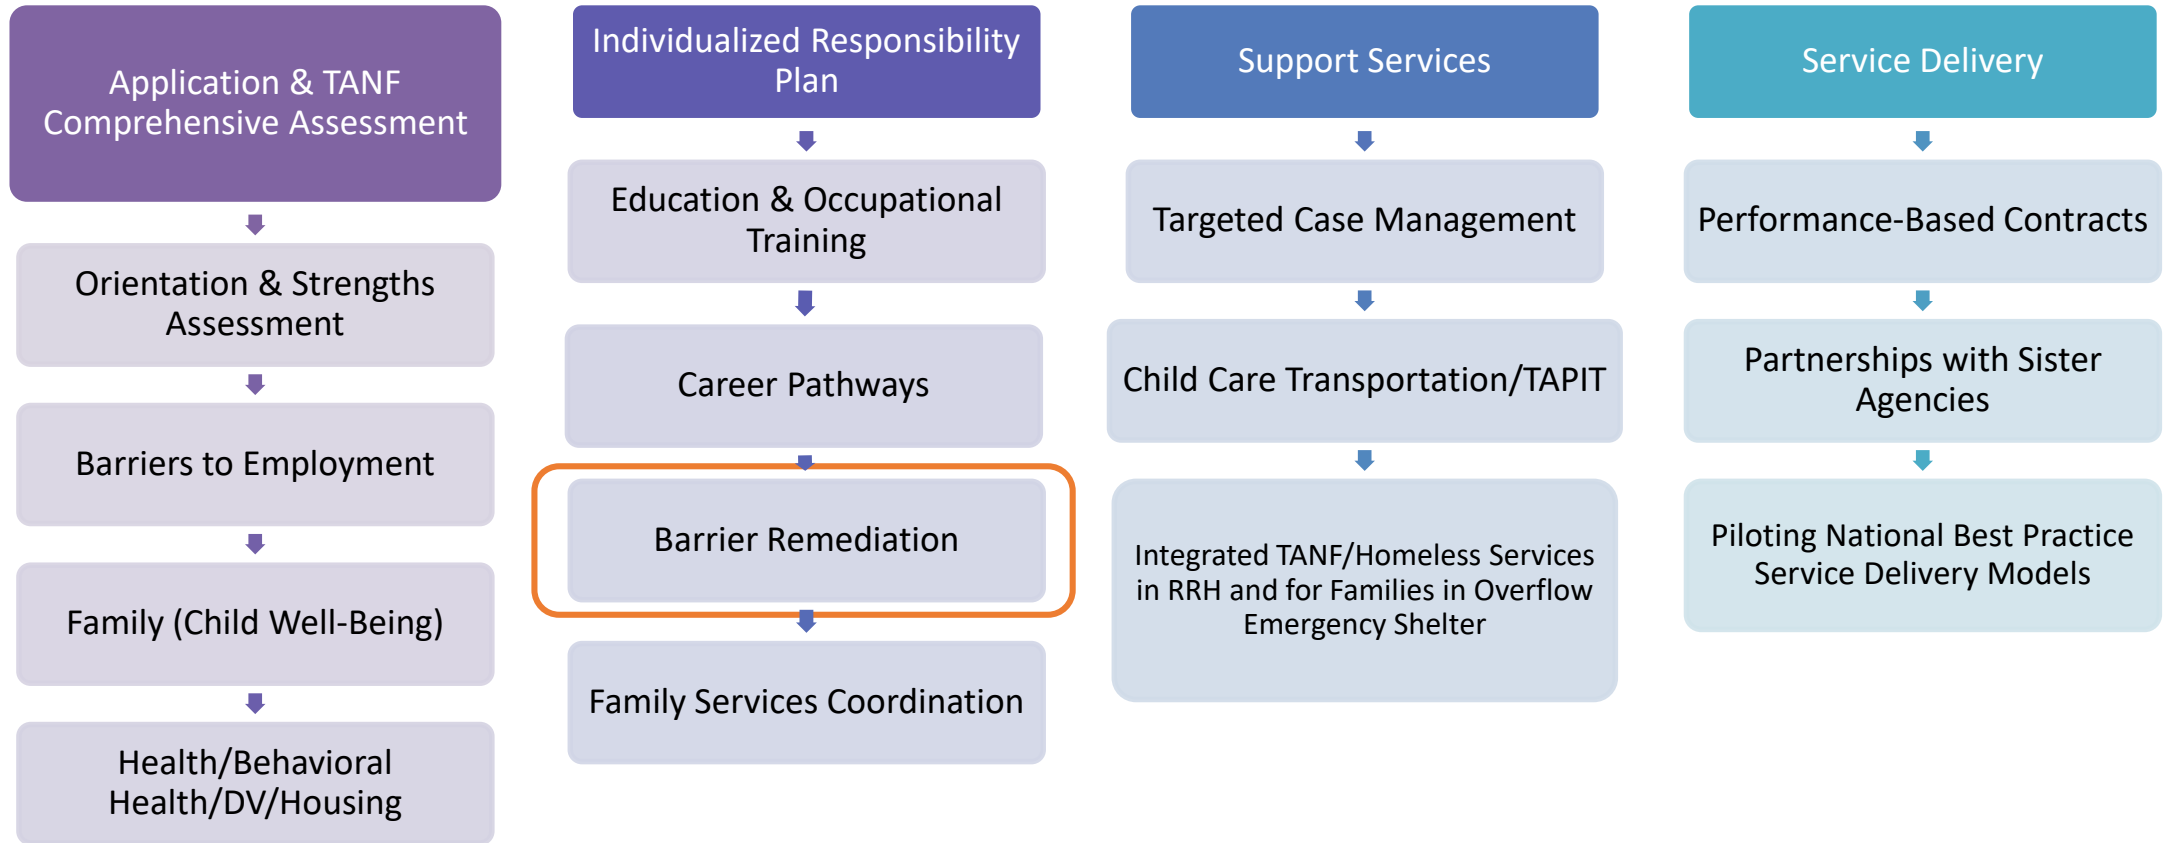 Application & TANF
Comprehensive Assessment
Orientation & Strengths
Assessment
Barriers to Employment
Family (Child Well-Being)
Health/Behavioral
Health/DV/Housing
Individualized Responsibility
Plan
Education & Occupational
Training
Career Pathways
Barrier Remediation
Family Services Coordination
Support Services
Targeted Case Management
Child Care Transportation/TAPIT
Integrated TANF/Homeless Services
in RRH and for Families in Overflow
Emergency Shelter
Service Delivery
Performance-Based Contracts
Partnerships with Sister
Agencies
Piloting National Best Practice
Service Delivery Models